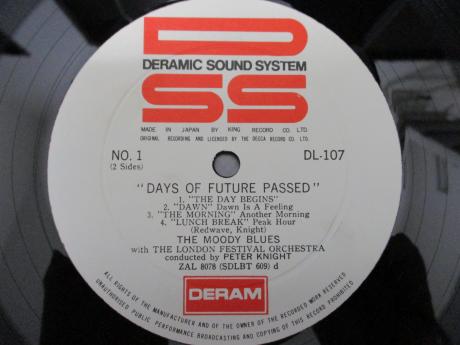 DSS
DERAMIC SOUND SYSTEM
MADE IN JAPAN BY KING RECORD CO. LTD.
ORIGINAL RECORDING AND LICENSED BY THE DECCA RECORD CO. LTD.
NO. 1
(2 Sides)
DL-107
"DAYS OF FUTURE PASSED"
1. "THE DAY BEGINS"
2. "DAWN" Dawn Is A Feeling
3. "THE MORNING" Another Morning
4. "LUNCH BREAK" Peak Hour
(Redwave, Knight)
THE MOODY BLUES
with THE LONDON FESTIVAL ORCHESTRA
conducted by PETER KNIGHT
ZAL 8078 (SDLBT 609) d
DERAM
ALL RIGHTS OF THE MANUFACTURER AND OF THE OWNER OF THE RECORDED WORK RESERVED
UNAUTHORISED PUBLIC PERFORMANCE BROADCASTING AND COPYING OF THIS RECORD PROHIBITED